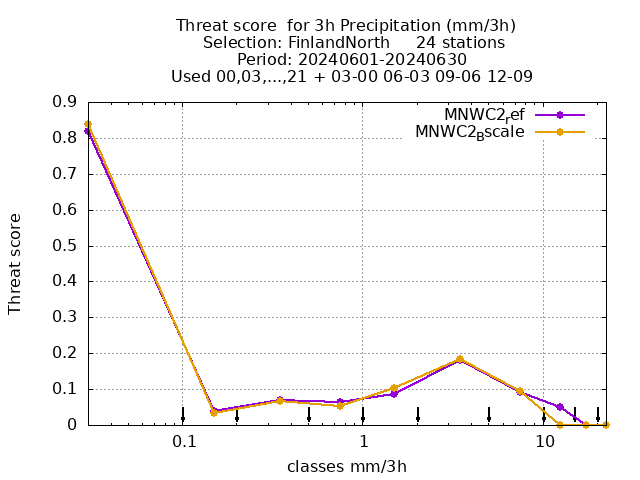 Threat score  for 3h Precipitation (mm/3h)
Selection: FinlandNorth     24 stations
Period: 20240601-20240630
Used 00,03,...,21 + 03-00 06-03 09-06 12-09
MNWC2ref
MNWC2Bscale
0.9
0.8
0.7
0.6
0.5
0.4
0.3
0.2
0.1
0
Threat score
0.1 1 10
classes mm/3h